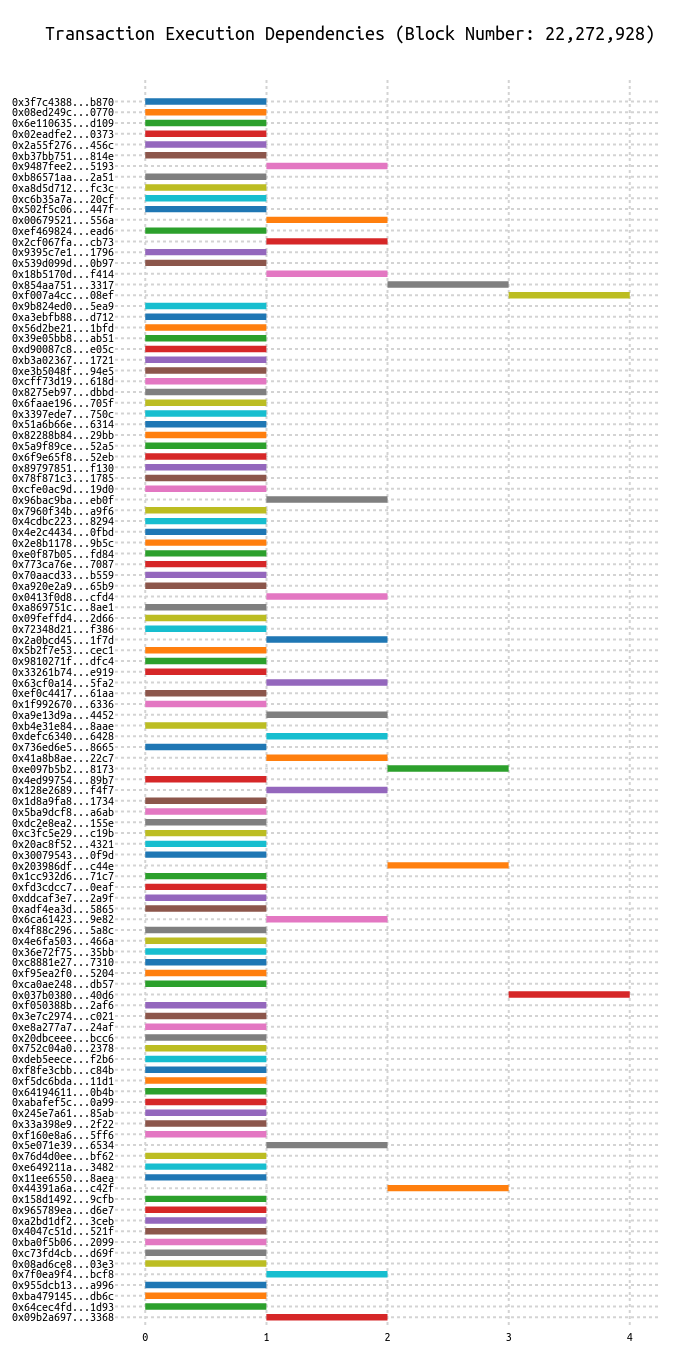 Transaction Execution Dependencies (Block Number: 22,272,928)
0x3f7c4388...b870
0x08ed249c...0770
0x6e110635...d109
0x02eadfe2...0373
0x2a55f276...456c
0xb37bb751...814e
0x9487fee2...5193
0xb86571aa...2a51
0xa8d5d712...fc3c
0xc6b35a7a...20cf
0x502f5c06...447f
0x00679521...556a
0xef469824...ead6
0x2cf067fa...cb73
0x9395c7e1...1796
0x539d099d...0b97
0x18b5170d...f414
0x854aa751...3317
0xf007a4cc...08ef
0x9b824ed0...5ea9
0xa3ebfb88...d712
0x56d2be21...1bfd
0x39e05bb8...ab51
0xd90087c8...e05c
0xb3a02367...1721
0xe3b5048f...94e5
0xcff73d19...618d
0x8275eb97...dbbd
0x6faae196...705f
0x3397ede7...750c
0x51a6b66e...6314
0x82288b84...29bb
0x5a9f89ce...52a5
0x6f9e65f8...52eb
0x89797851...f130
0x78f871c3...1785
0xcfe0ac9d...19d0
0x96bac9ba...eb0f
0x7960f34b...a9f6
0x4cdbc223...8294
0x4e2c4434...0fbd
0x2e8b1178...9b5c
0xe0f87b05...fd84
0x773ca76e...7087
0x70aacd33...b559
0xa920e2a9...65b9
0x0413f0d8...cfd4
0xa869751c...8ae1
0x09feffd4...2d66
0x72348d21...f386
0x2a0bcd45...1f7d
0x5b2f7e53...cec1
0x9810271f...dfc4
0x33261b74...e919
0x63cf0a14...5fa2
0xef0c4417...61aa
0x1f992670...6336
0xa9e13d9a...4452
0xb4e31e84...8aae
0xdefc6340...6428
0x736ed6e5...8665
0x41a8b8ae...22c7
0xe097b5b2...8173
0x4ed99754...89b7
0x128e2689...f4f7
0x1d8a9fa8...1734
0x5ba9dcf8...a6ab
0xdc2e8ea2...155e
0xc3fc5e29...c19b
0x20ac8f52...4321
0x30079543...0f9d
0x203986df...c44e
0x1cc932d6...71c7
0xfd3cdcc7...0eaf
0xddcaf3e7...2a9f
0xadf4ea3d...5865
0x6ca61423...9e82
0x4f88c296...5a8c
0x4e6fa503...466a
0x36e72f75...35bb
0xc8881e27...7310
0xf95ea2f0...5204
0xca0ae248...db57
0x037b0380...40d6
0xf050388b...2af6
0x3e7c2974...c021
0xe8a277a7...24af
0x20dbceee...bcc6
0x752c04a0...2378
0xdeb5eece...f2b6
0xf8fe3cbb...c84b
0xf5dc6bda...11d1
0x64194611...0b4b
0xabafef5c...0a99
0x245e7a61...85ab
0x33a398e9...2f22
0xf160e8a6...5ff6
0x5e071e39...6534
0x76d4d0ee...bf62
0xe649211a...3482
0x11ee6550...8aea
0x44391a6a...c42f
0x158d1492...9cfb
0x965789ea...d6e7
0xa2bd1df2...3ceb
0x4047c51d...521f
0xba0f5b06...2099
0xc73fd4cb...d69f
0x08ad6ce8...03e3
0x7f0ea9f4...bcf8
0x955dcb13...a996
0xba479145...db6c
0x64cec4fd...1d93
0x09b2a697...3368
0 1 2 3 4